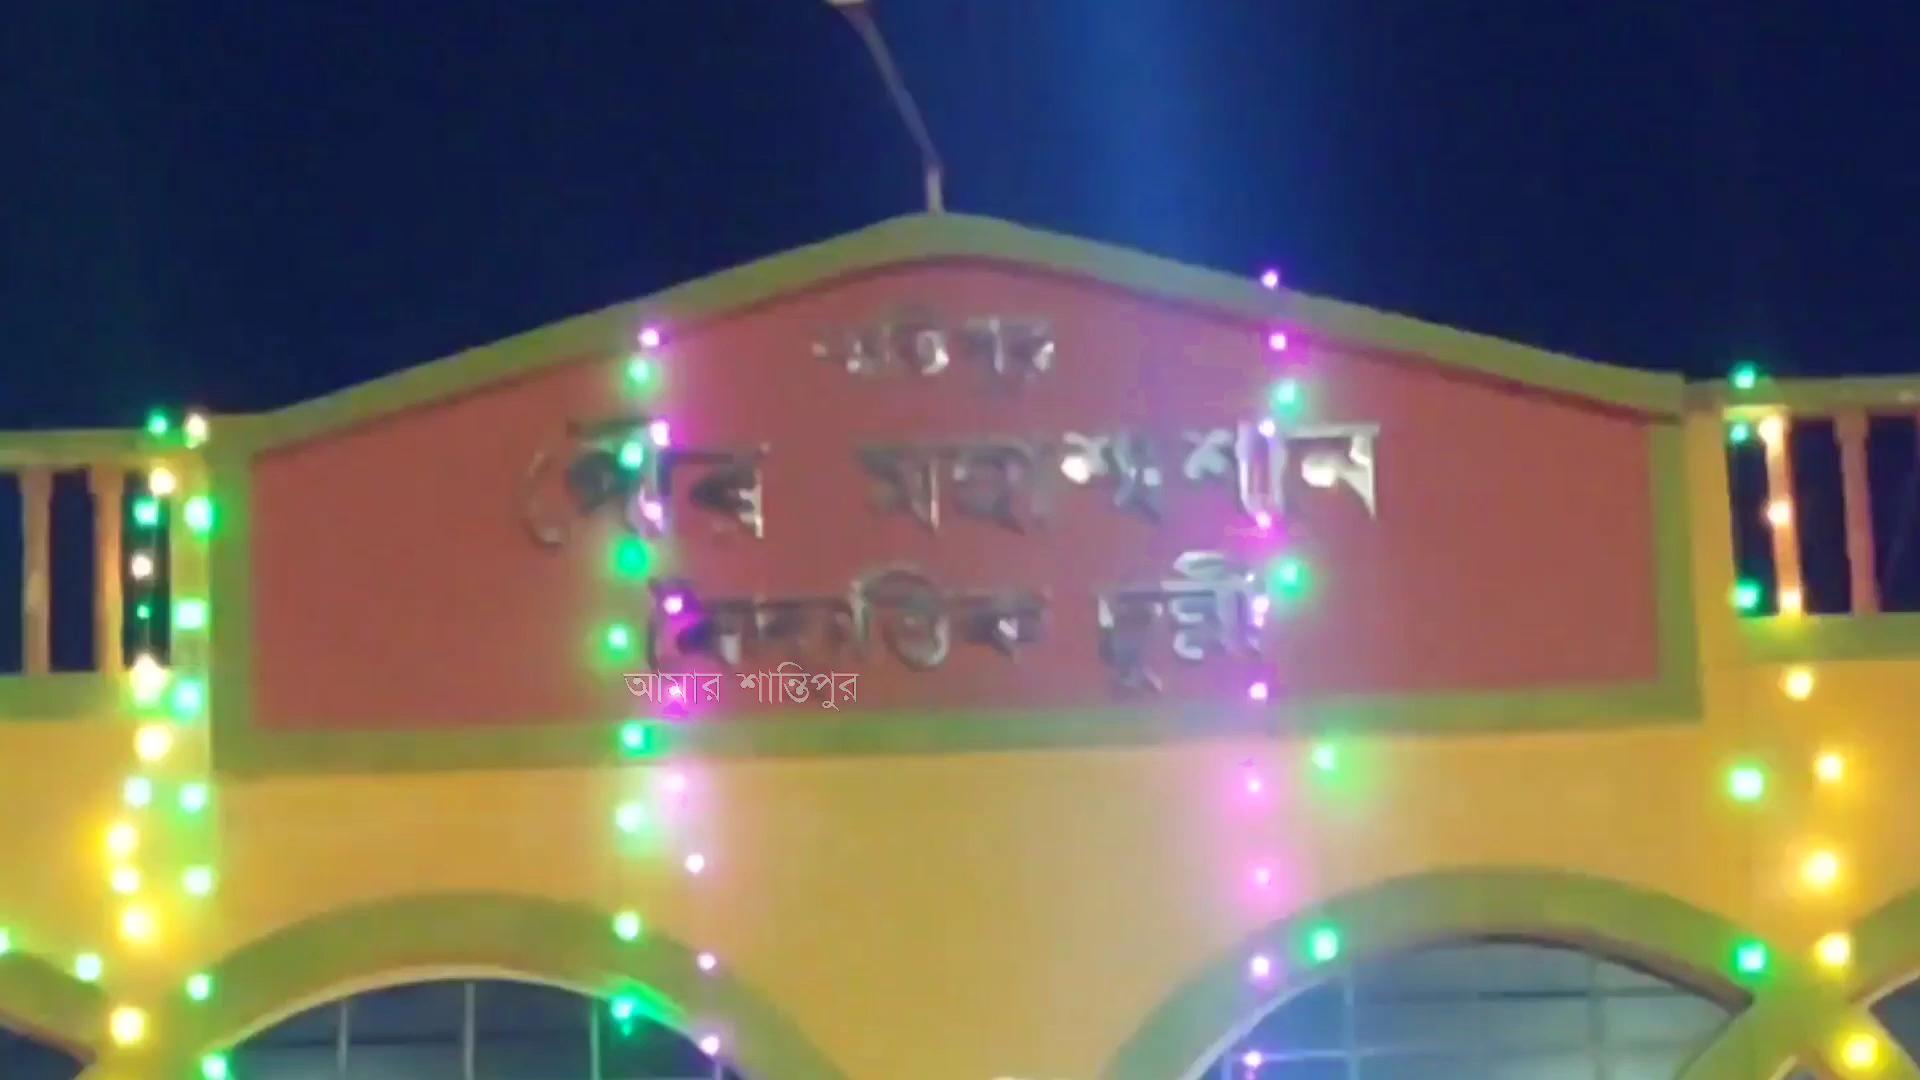 শান্তিপুর
পৌর মহাশ্মশান
বৈদ্যুতিক চুল্লী
আমার শান্তিপুর